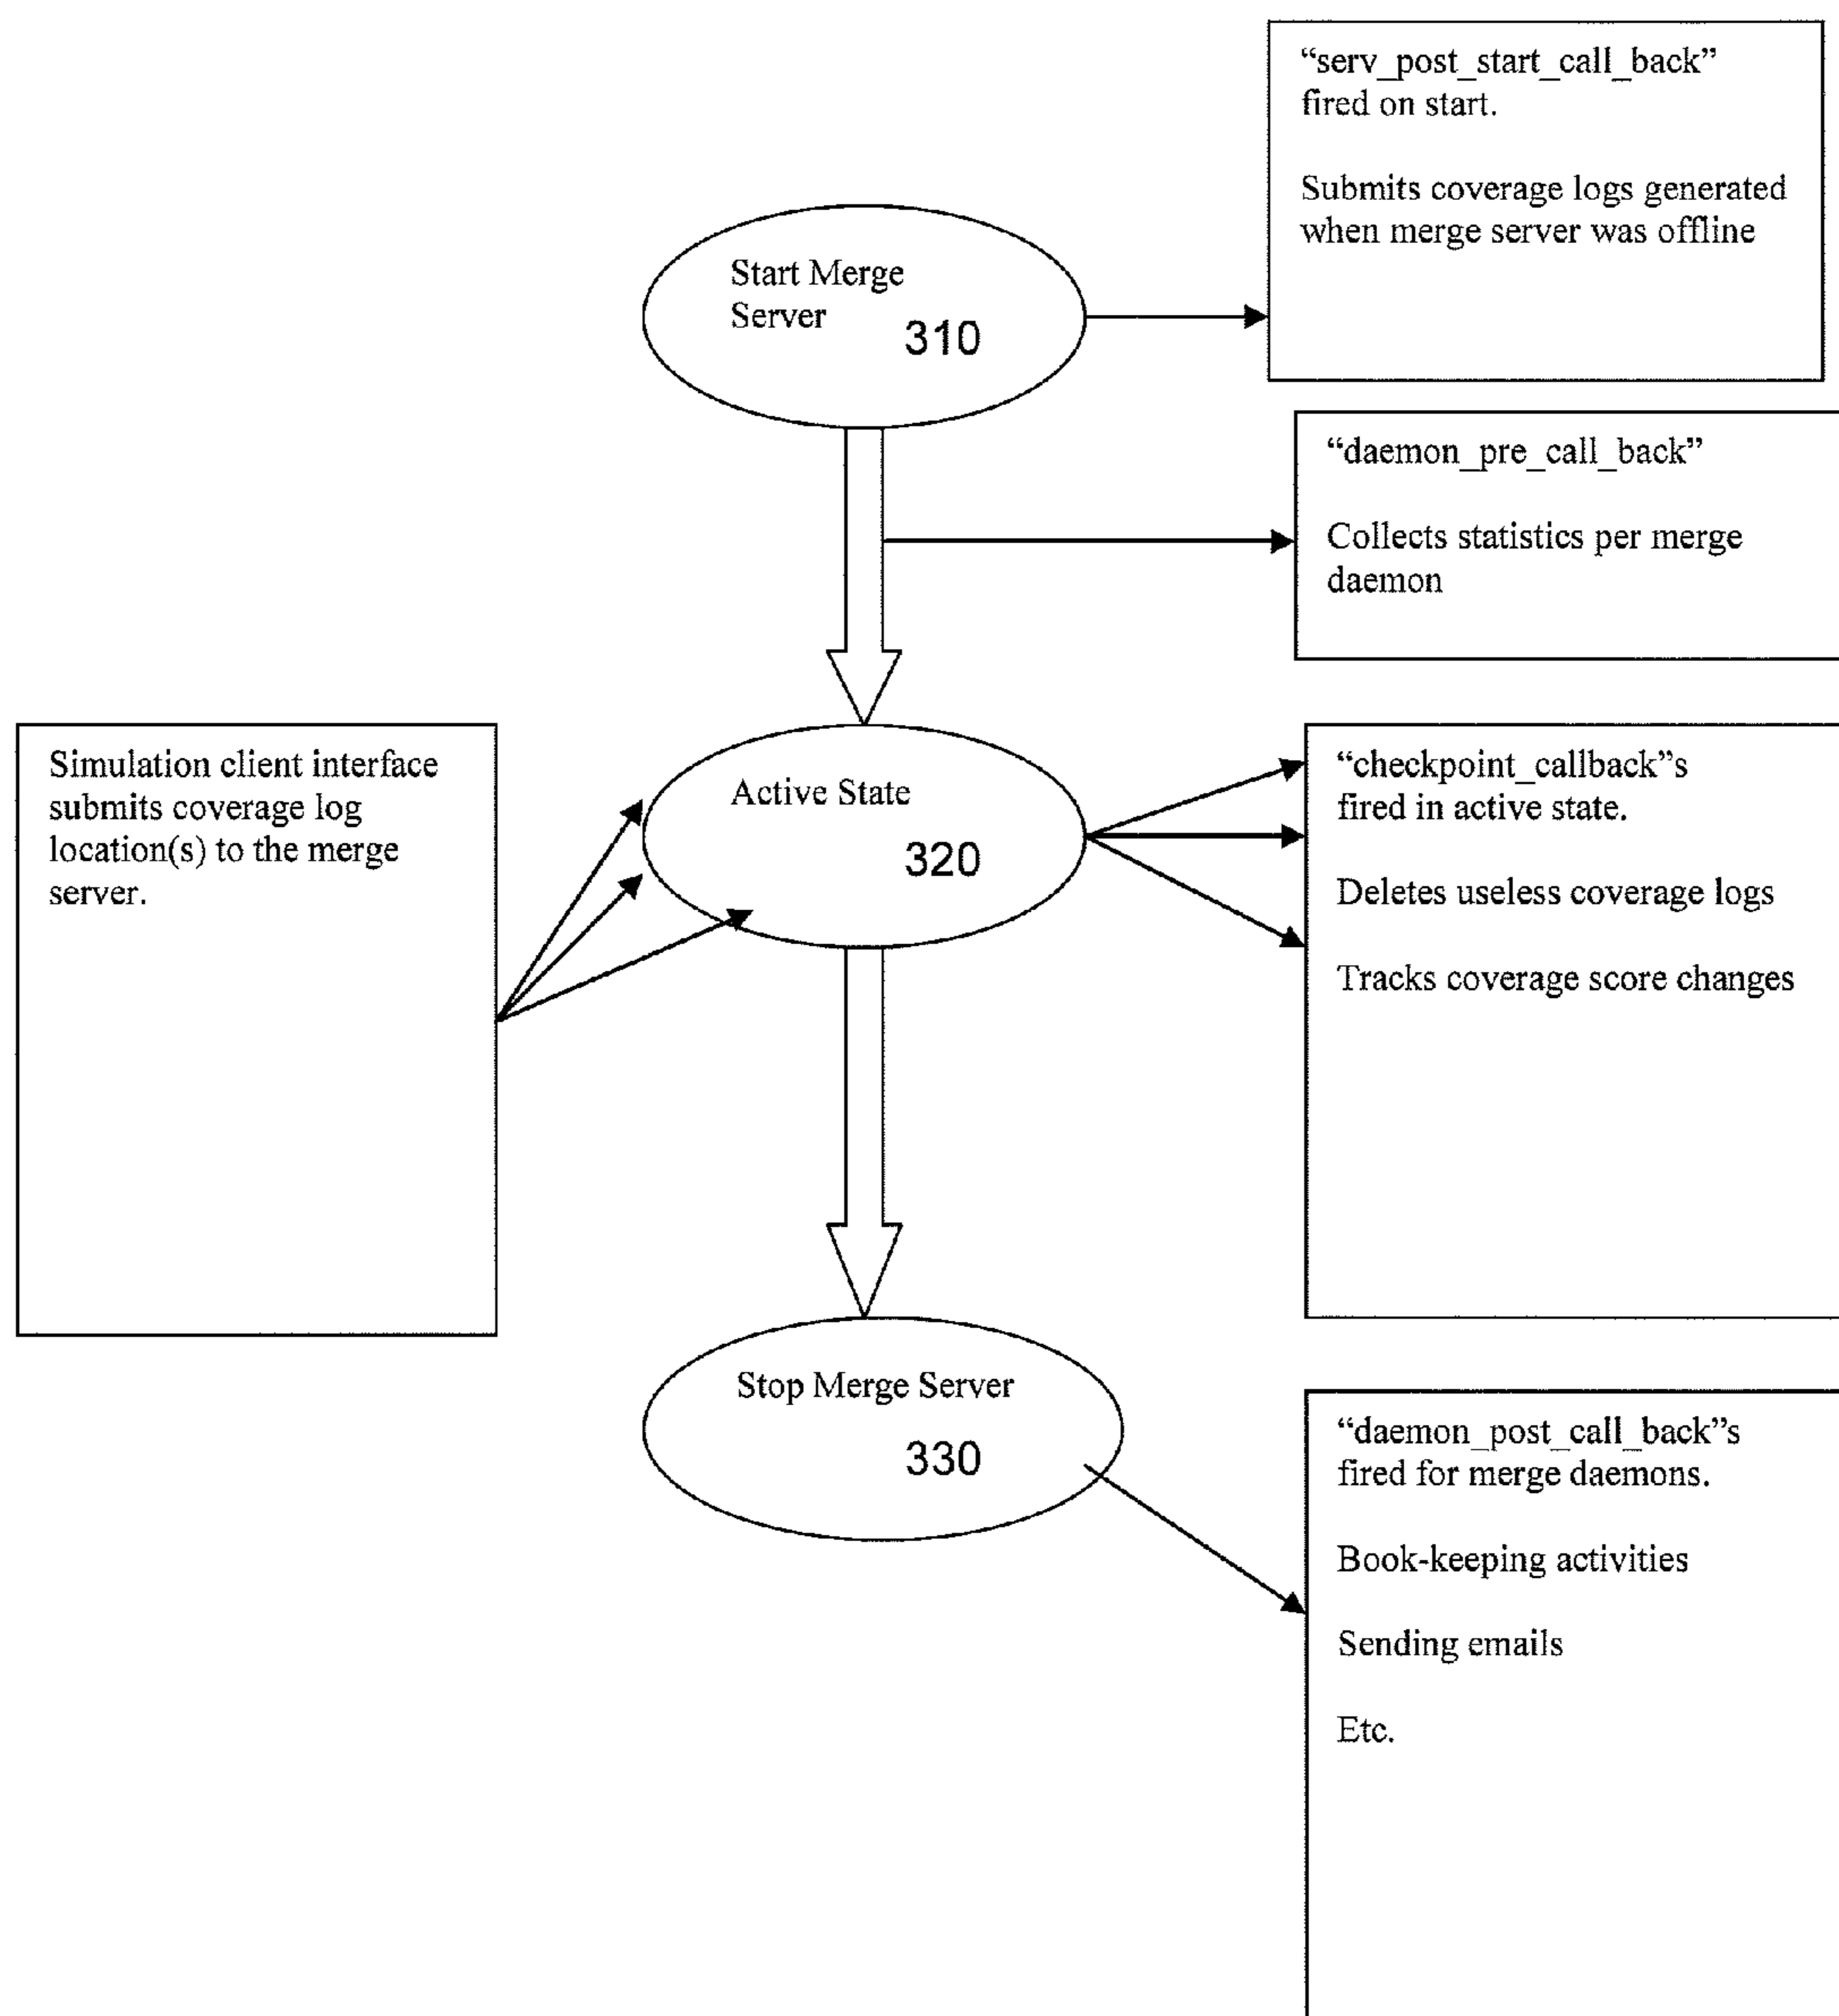 “serv_post_start_call_back”
fired on start.
Submits coverage logs generated
when merge server was offline
Start Merge
Server
310
“daemon_pre_call_back”
Collects statistics per merge
daemon
Simulation client interface
submits coverage log
location(s) to the merge
server.
Active State
320
“checkpoint_callback”s
fired in active state.
Deletes useless coverage logs
Tracks coverage score changes
Stop Merge Server
330
“daemon_post_call_back”s
fired for merge daemons.
Book-keeping activities
Sending emails
Etc.